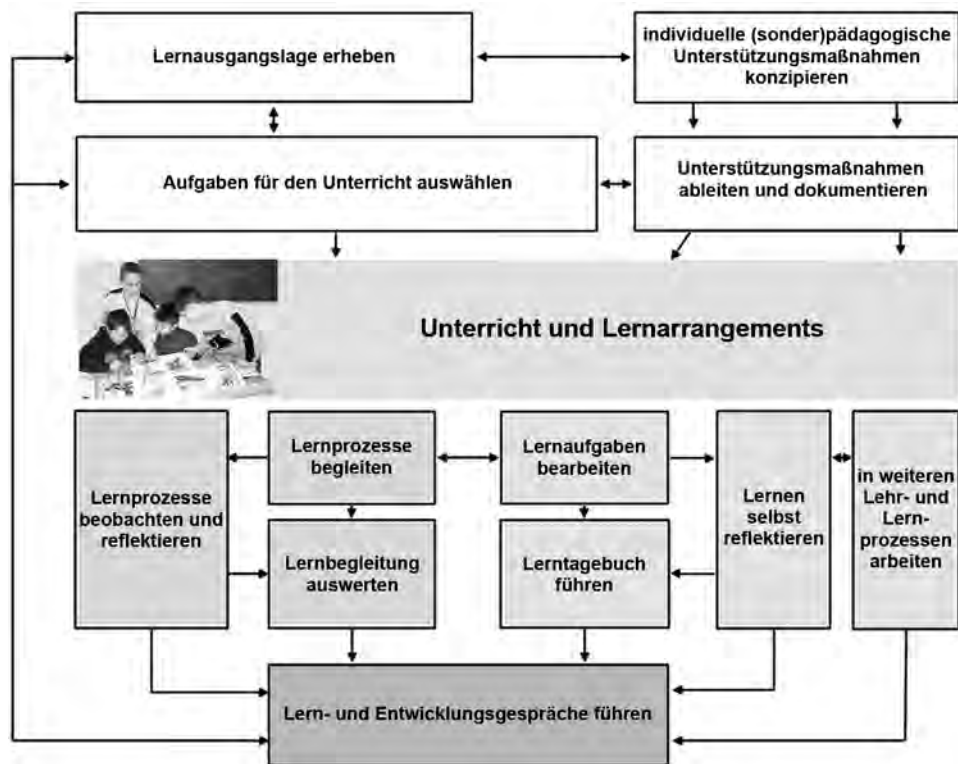 Lernausgangslage erheben
individuelle (sonder)pädagogische
Unterstützungsmaßnahmen
konzipieren
Aufgaben für den Unterricht auswählen
Unterstützungsmaßnahmen
ableiten und dokumentieren
Unterricht und Lernarrangements
Lernprozesse
beobachten und
reflektieren
Lernprozesse
begleiten
Lernaufgaben
bearbeiten
Lernen
selbst
reflektieren
in weiteren
Lehr- und
Lern-
prozessen
arbeiten
Lernbegleitung
auswerten
Lerntagebuch
führen
Lern- und Entwicklungsgespräche führen